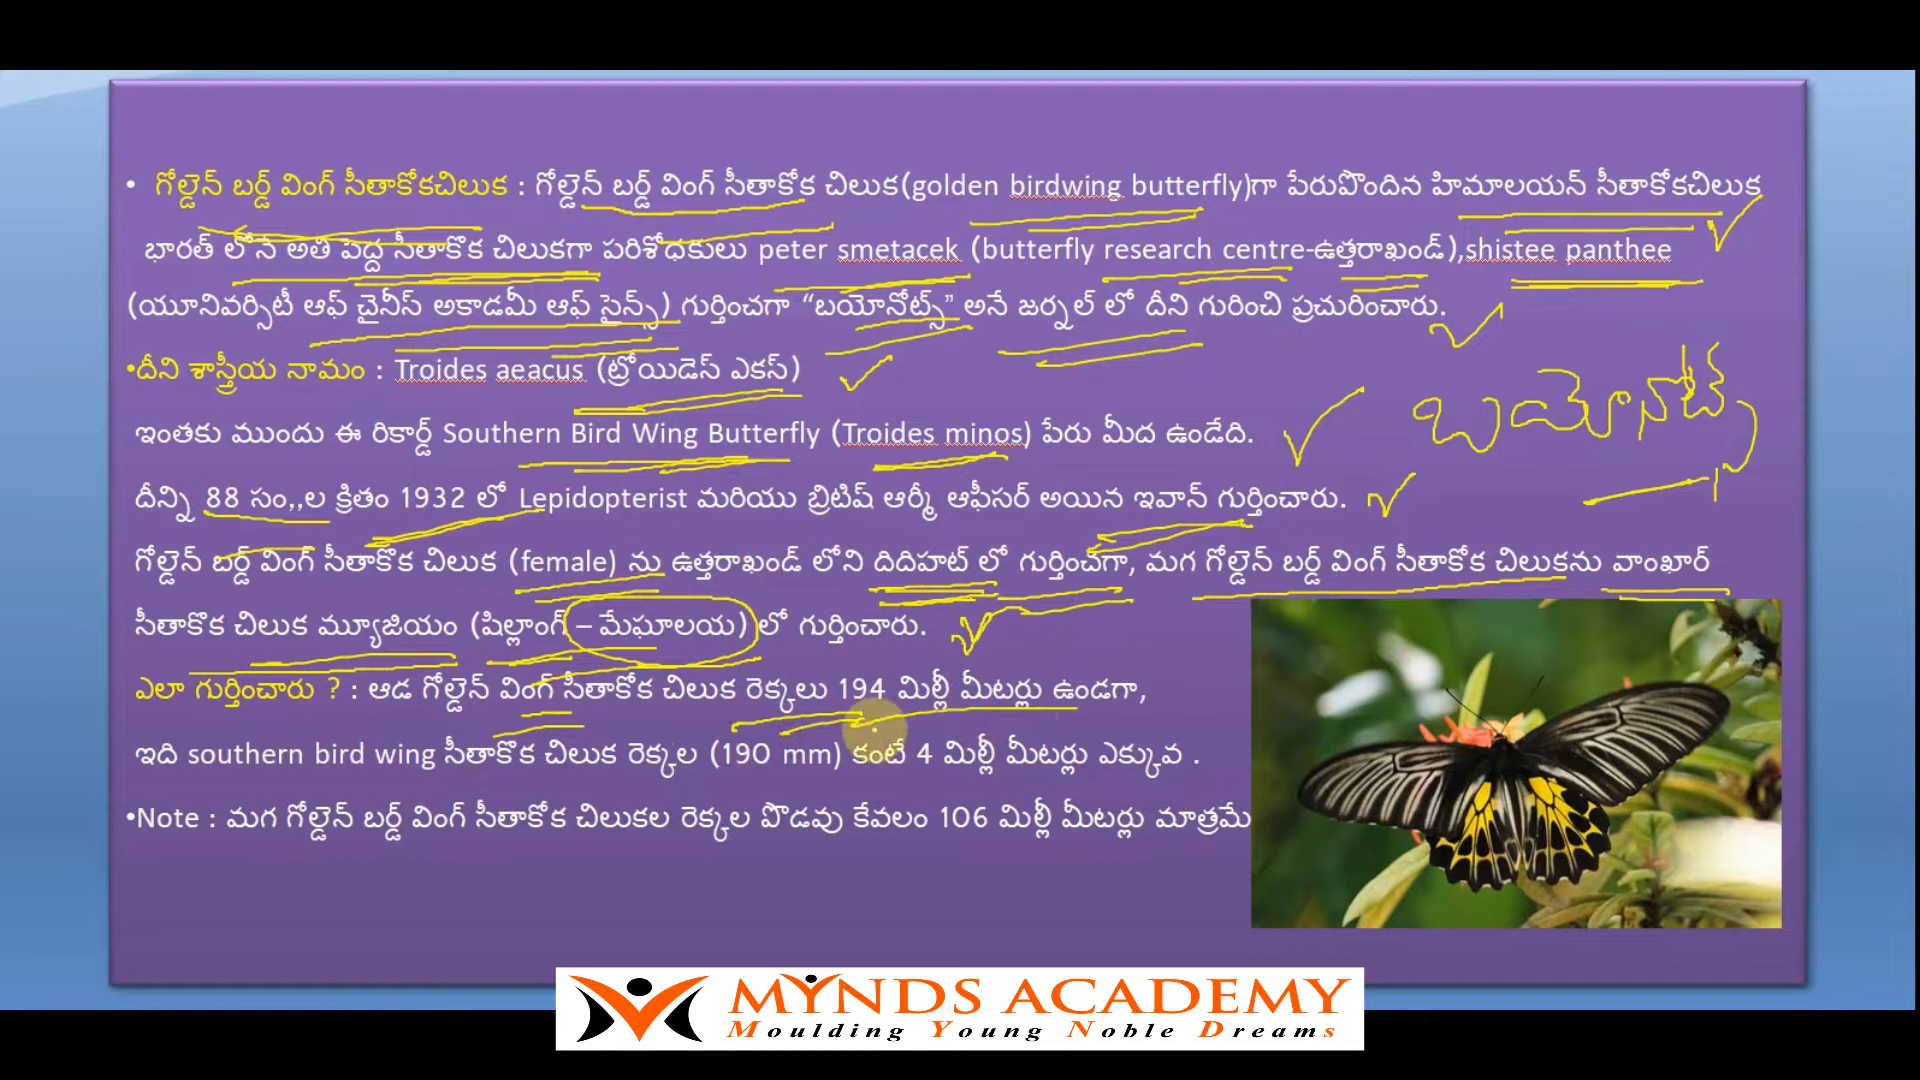 • గోల్డెన్ బర్డ్ వింగ్ సీతాకోకచిలుక : గోల్డెన్ బర్డ్ వింగ్ సీతాకోక చిలుక(golden birdwing butterfly)గా పేరుపొందిన హిమాలయన్ సీతాకోకచిలుక
భారత్ లోనే అతి పెద్ద సీతాకొక చిలుకగా పరిశోధకులు peter smetacek (butterfly research centre-ఉత్తరాఖండ్),shistee panthee
(యూనివర్సిటీ ఆఫ్ చైనీస్ అకాడమీ ఆఫ్ సైన్స్) గుర్తించగా “బయోనోట్స్” అనే జర్నల్ లో దీని గురించి ప్రచురించారు.
•దీని శాస్త్రీయ నామం : Troides aeacus (ట్రోయిడెస్ ఎకస్)
బయోనోట్స్
ఇంతకు ముందు ఈ రికార్డ్ Southern Bird Wing Butterfly (Troides minos) పేరు మీద ఉండేది.
దీన్ని 88 సం,,ల క్రితం 1932 లో Lepidopterist మరియు బ్రిటిష్ ఆర్మీ ఆఫీసర్ అయిన ఇవాన్ గుర్తించారు.
గోల్డెన్ బర్డ్ వింగ్ సీతాకొక చిలుక (female) ను ఉత్తరాఖండ్ లోని దిదిహట్ లో గుర్తించగా, మగ గోల్డెన్ బర్డ్ వింగ్ సీతాకోక చిలుకను వాంఖార్
సీతాకొక చిలుక మ్యూజియం (షిల్లాంగ్ – మేఘాలయ) లో గుర్తించారు.
ఎలా గుర్తించారు ? : ఆడ గోల్డెన్ వింగ్ సీతాకోక చిలుక రెక్కలు 194 మిల్లీ మీటర్లు ఉండగా,
ఇది southern bird wing సీతాకొక చిలుక రెక్కల (190 mm) కంటే 4 మిల్లీ మీటర్లు ఎక్కువ .
•Note : మగ గోల్డెన్ బర్డ్ వింగ్ సీతాకోక చిలుకల రెక్కల పొడవు కేవలం 106 మిల్లీ మీటర్లు మాత్రమే
MYNDS ACADEMY
Moulding Young Noble Dreams